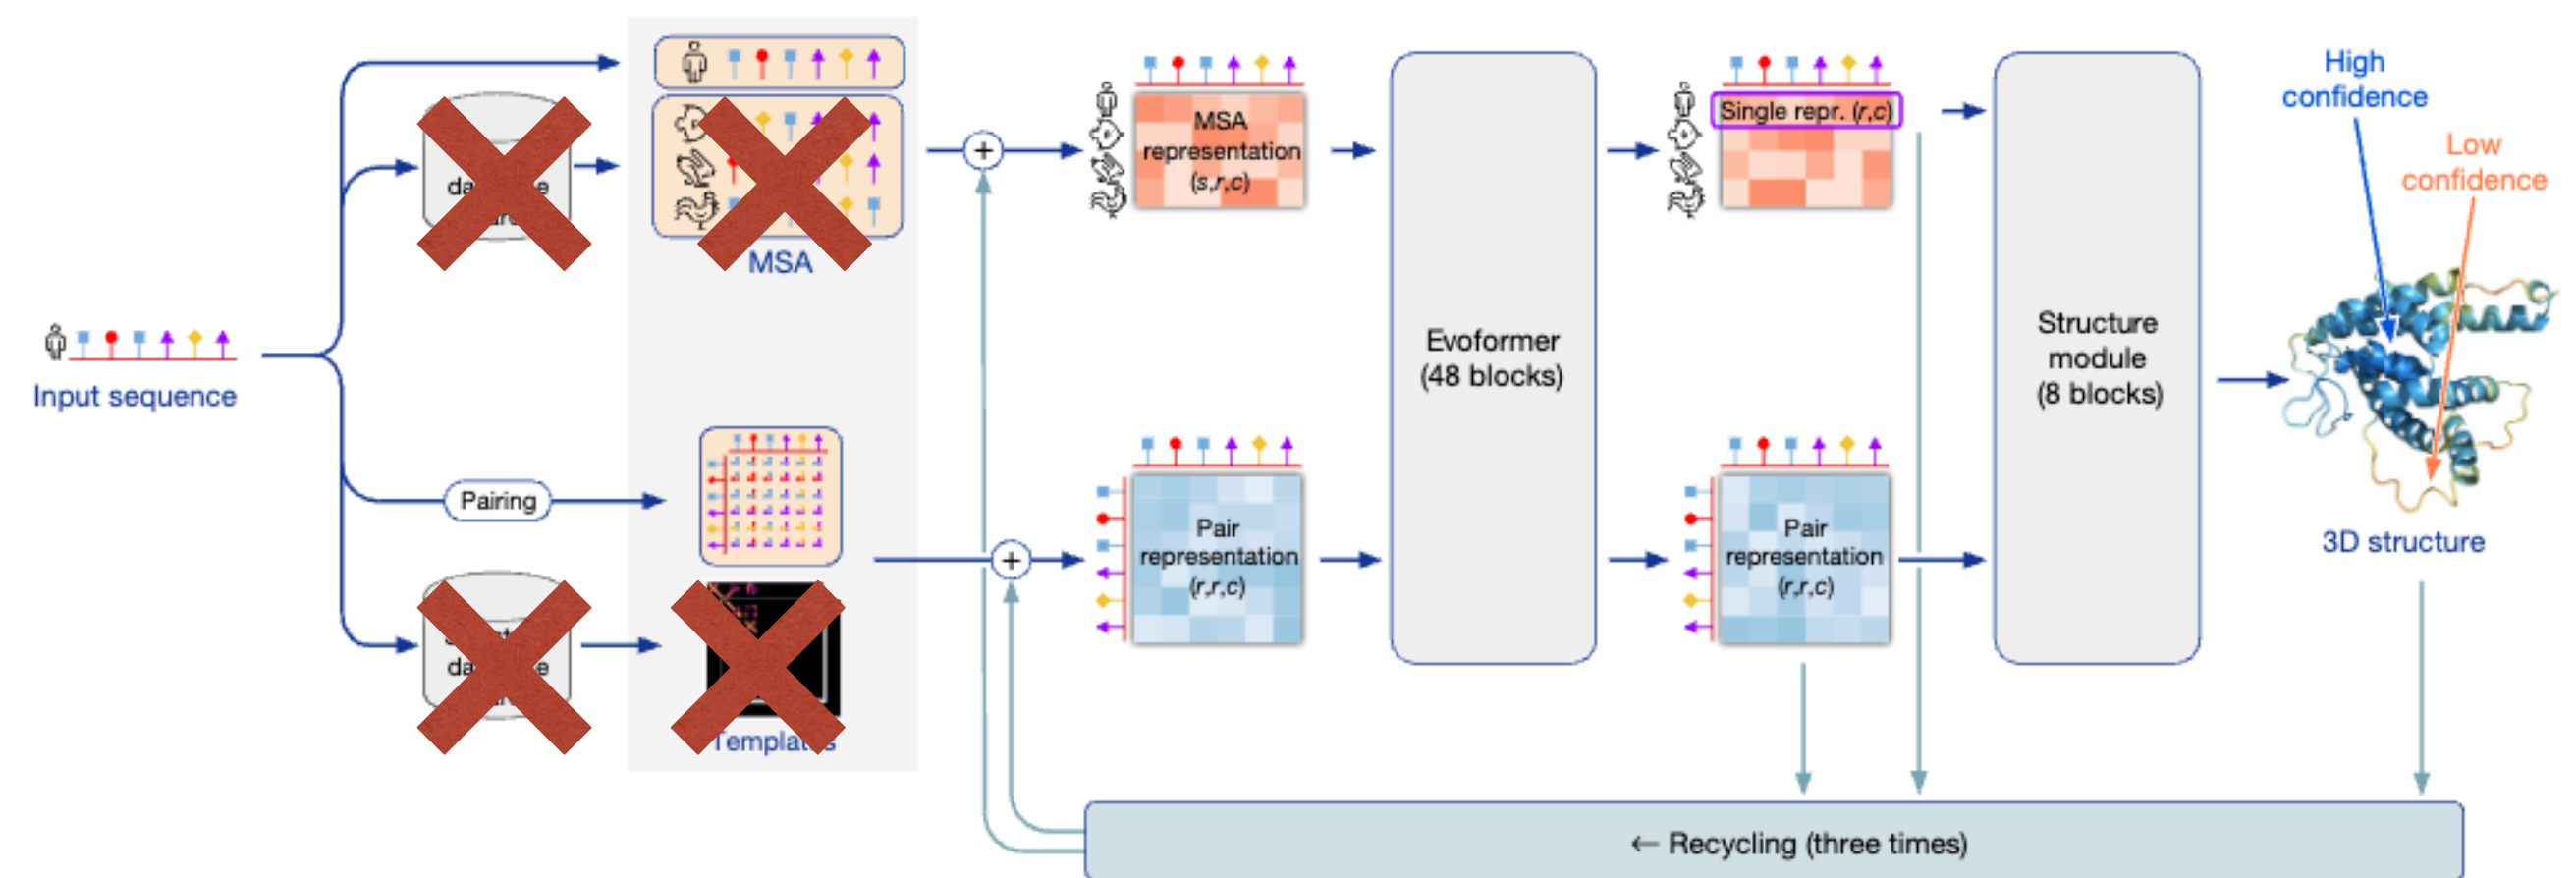 Input sequence
MSA
Pairing
MSA
representation
(s,r,c)
Pair
representation
(r,r,c)
Evoformer
(48 blocks)
Single repr. (r,c)
Pair
representation
(r,r,c)
Structure
module
(8 blocks)
High
confidence
Low
confidence
3D structure
← Recycling (three times)